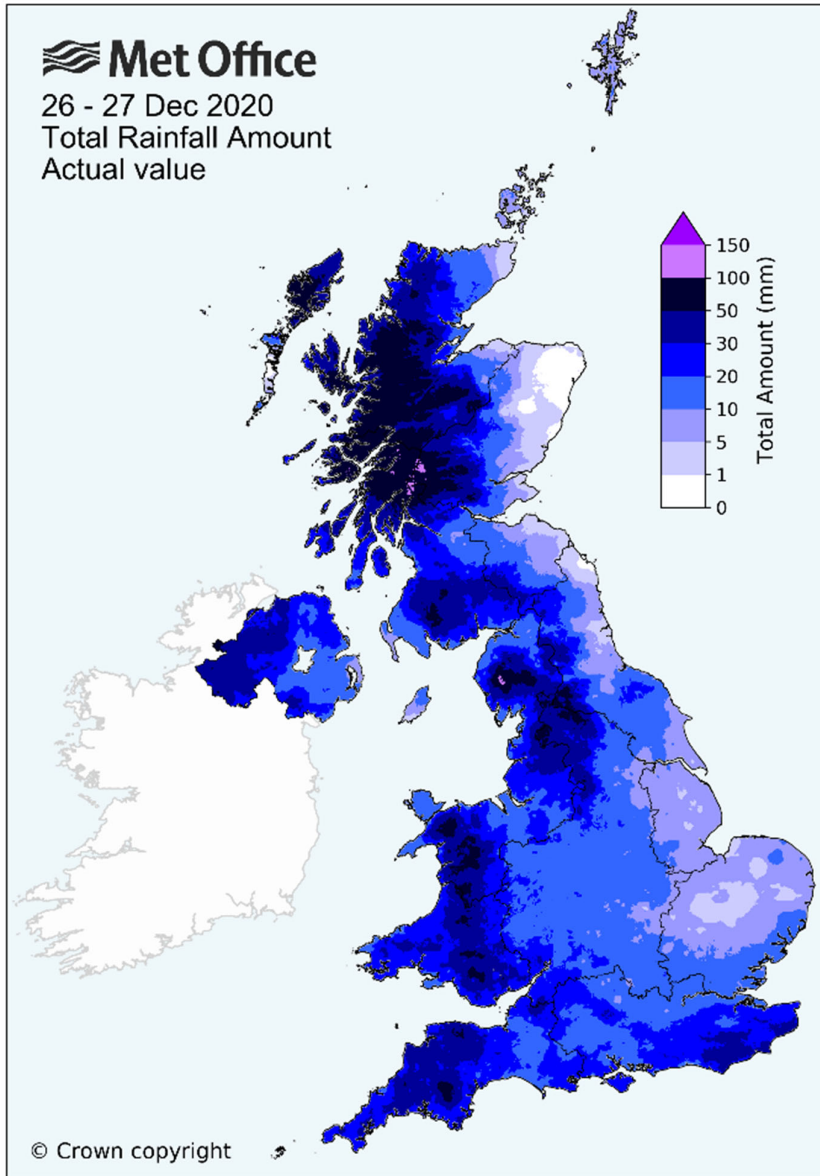 Met Office
26 - 27 Dec 2020
Total Rainfall Amount
Actual value
150
100
50
30
20
10
5
1
0
Total Amount (mm)
© Crown copyright